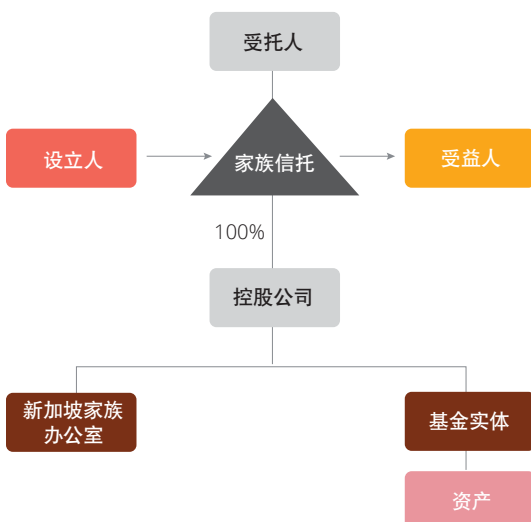 受托人
设立人
家族信托
受益人
100%
控股公司
新加坡家族
办公室
基金实体
资产